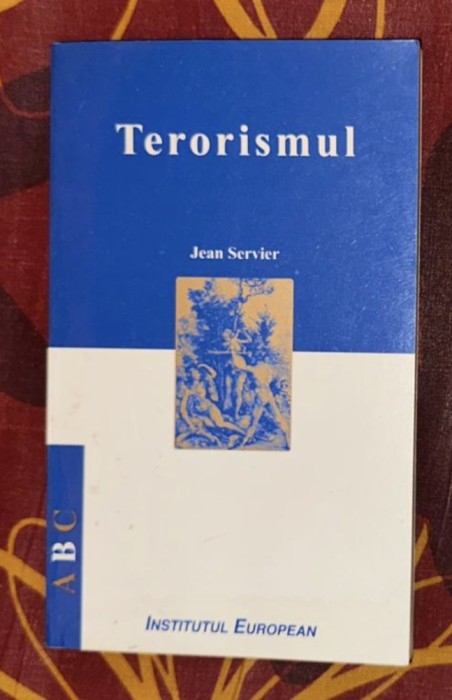 Terorismul
Jean Servier
ABC
INSTITUTUL EUROPEAN